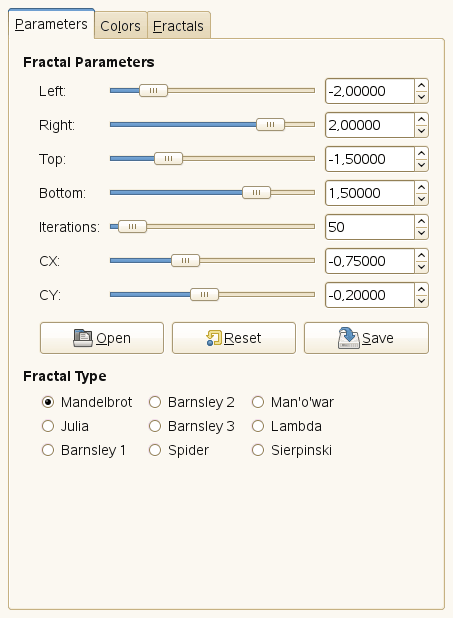 Parameters Colors Fractals
Fractal Parameters
Left: -2,00000
Right: 2,00000
Top: -1,50000
Bottom: 1,50000
Iterations: 50
CX: -0,75000
CY: -0,20000
Open Reset Save
Fractal Type
Mandelbrot Barnsley 2 Man'o'war
Julia Barnsley 3 Lambda
Barnsley 1 Spider Sierpinski